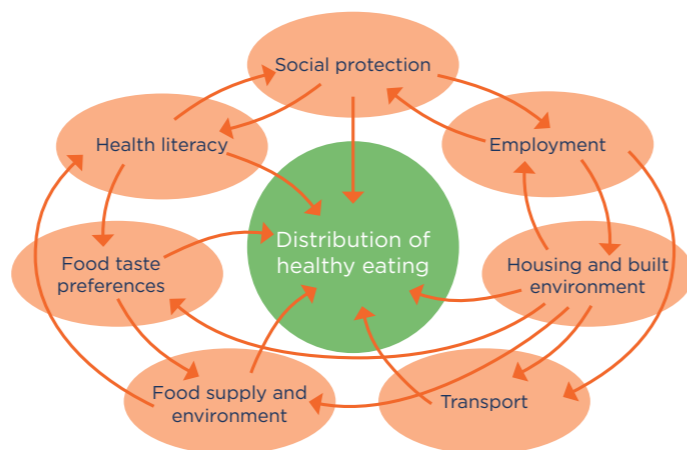 Social protection
Health literacy
Employment
Distribution of
healthy eating
Food taste
preferences
Housing and built
environment
Food supply and
environment
Transport